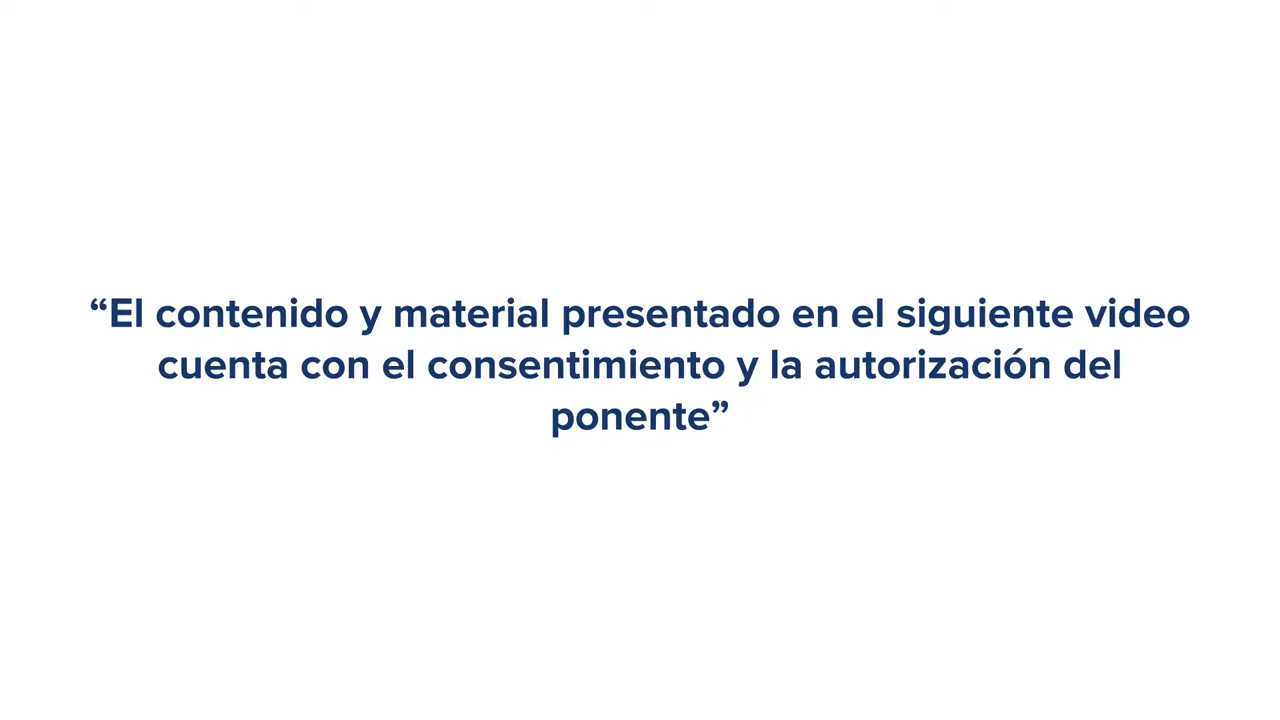 “El contenido y material presentado en el siguiente video
cuenta con el consentimiento y la autorización del
ponente”